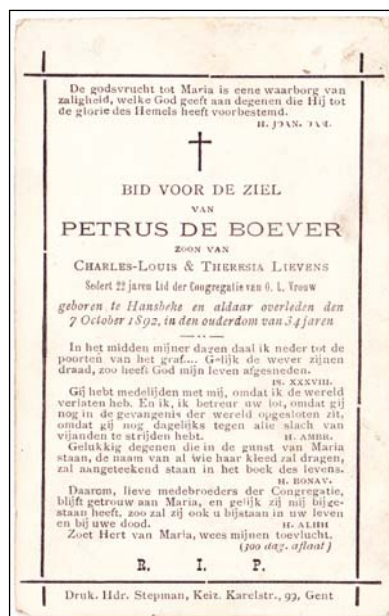 De godsvrucht tot Maria is eene waarborg van
zaligheid, welke God geeft aan degenen die Hij tot
de glorie des Hemels heeft voorbestemd.
H. JOAN. DAM.
BID VOOR DE ZIEL
VAN
PETRUS DE BOEVER
ZOON VAN
CHARLES-LOUIS & THERESIA LIEVENS
Sedert 22 jaren Lid der Congregatie van O. L. Vrouw
geboren te Hansbeke en aldaar overleden den
7 October 1892, in den ouderdom van 34 jaren
In het midden mijner dagen daal ik neder tot de
poorten van het graf.... Gelijk de wever zijnen
draad, zoo heeft God mijn leven afgesneden.
IS. XXXVIII.
Gij hebt medelijden met mij, omdat ik de wereld
verlaten heb. En ik, ik betreur uw lot, omdat gij
nog in de gevangenis der wereld opgesloten zit,
omdat gij nog dagelijks tegen alle slach van
vijanden te strijden hebt. H. AMBR.
Gelukkig degenen die in de gunst van Maria
staan, de naam van al wie haar kleed zal dragen,
zal aangeteekend staan in het boek des levens.
H. BONAV.
Daarom, lieve medebroeders der Congregatie,
blijft getrouw aan Maria, en gelijk zij mij bijge-
staan heeft, zoo zal zij ook u bijstaan in uw leven
en bij uwe dood. H. ALPH
Zoet Hert van Maria, wees mijnen toevlucht.
(300 dag. aflaat)
R. I. P.
Druk. Hdr. Stepman, Keiz. Karelstr., 93, Gent